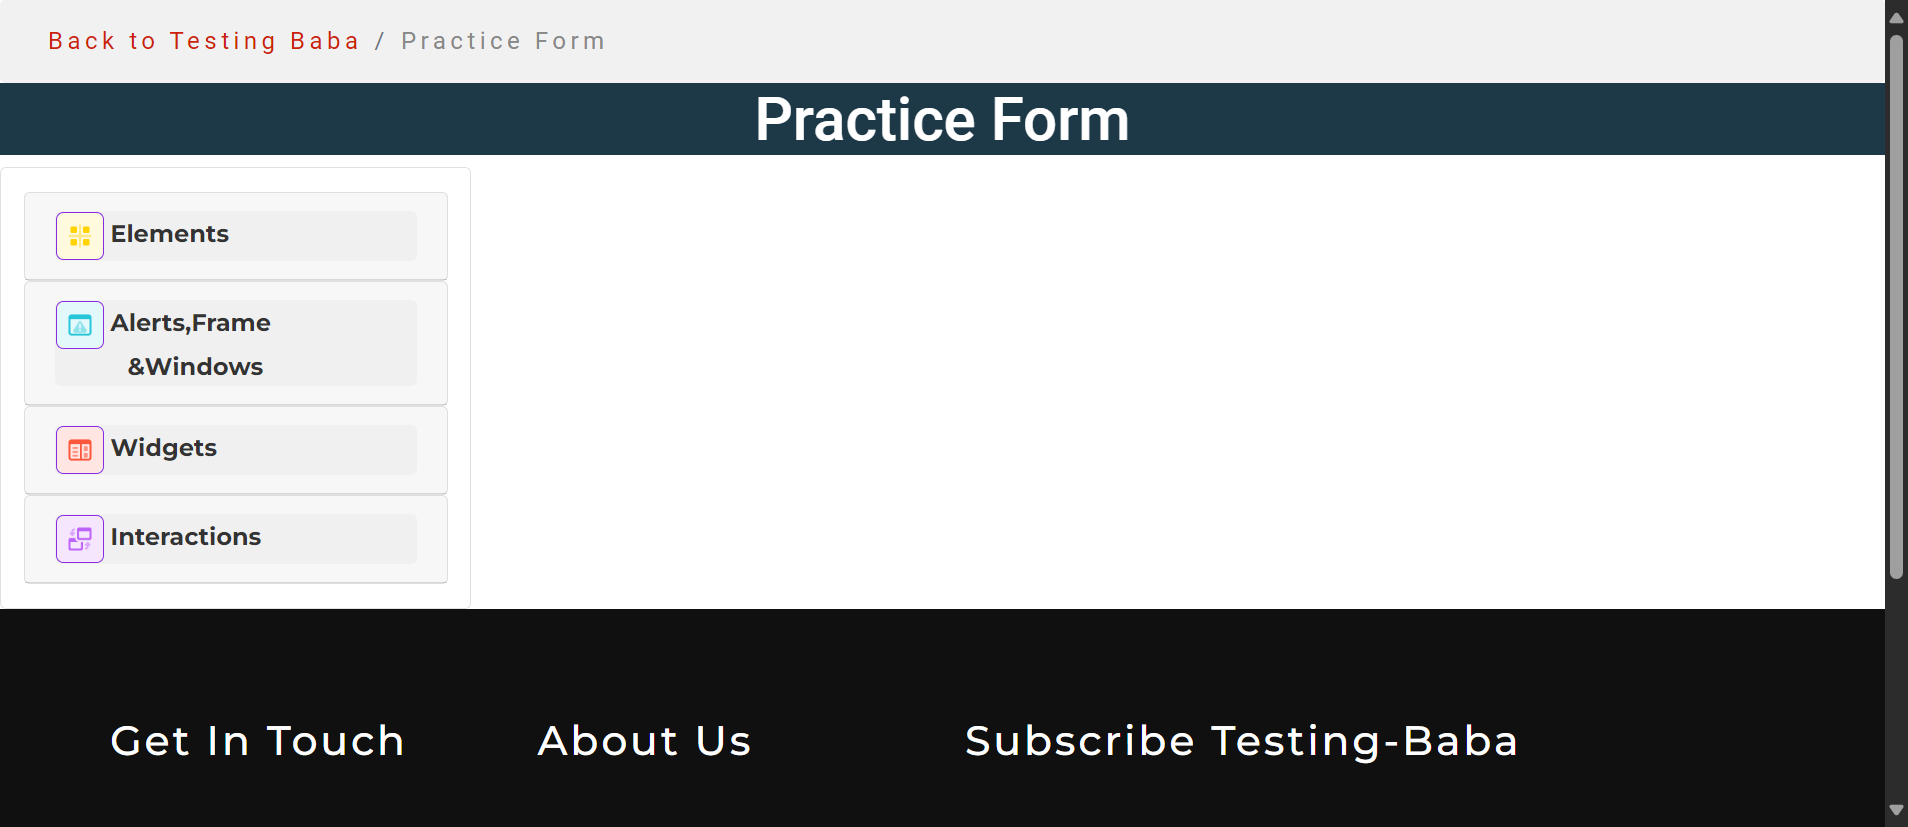 Back to Testing Baba / Practice Form
Practice Form
Elements
Alerts,Frame
&Windows
Widgets
Interactions
Get In Touch
About Us
Subscribe Testing-Baba